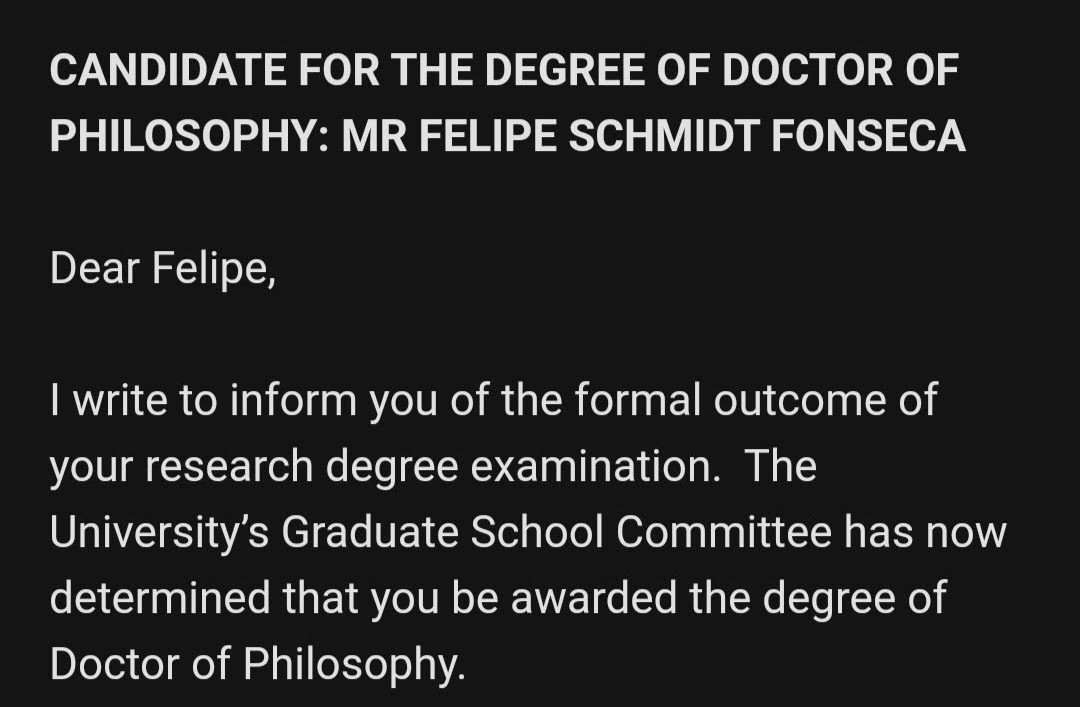 CANDIDATE FOR THE DEGREE OF DOCTOR OF
PHILOSOPHY: MR FELIPE SCHMIDT FONSECA
Dear Felipe,
I write to inform you of the formal outcome of
your research degree examination.  The
University’s Graduate School Committee has now
determined that you be awarded the degree of
Doctor of Philosophy.